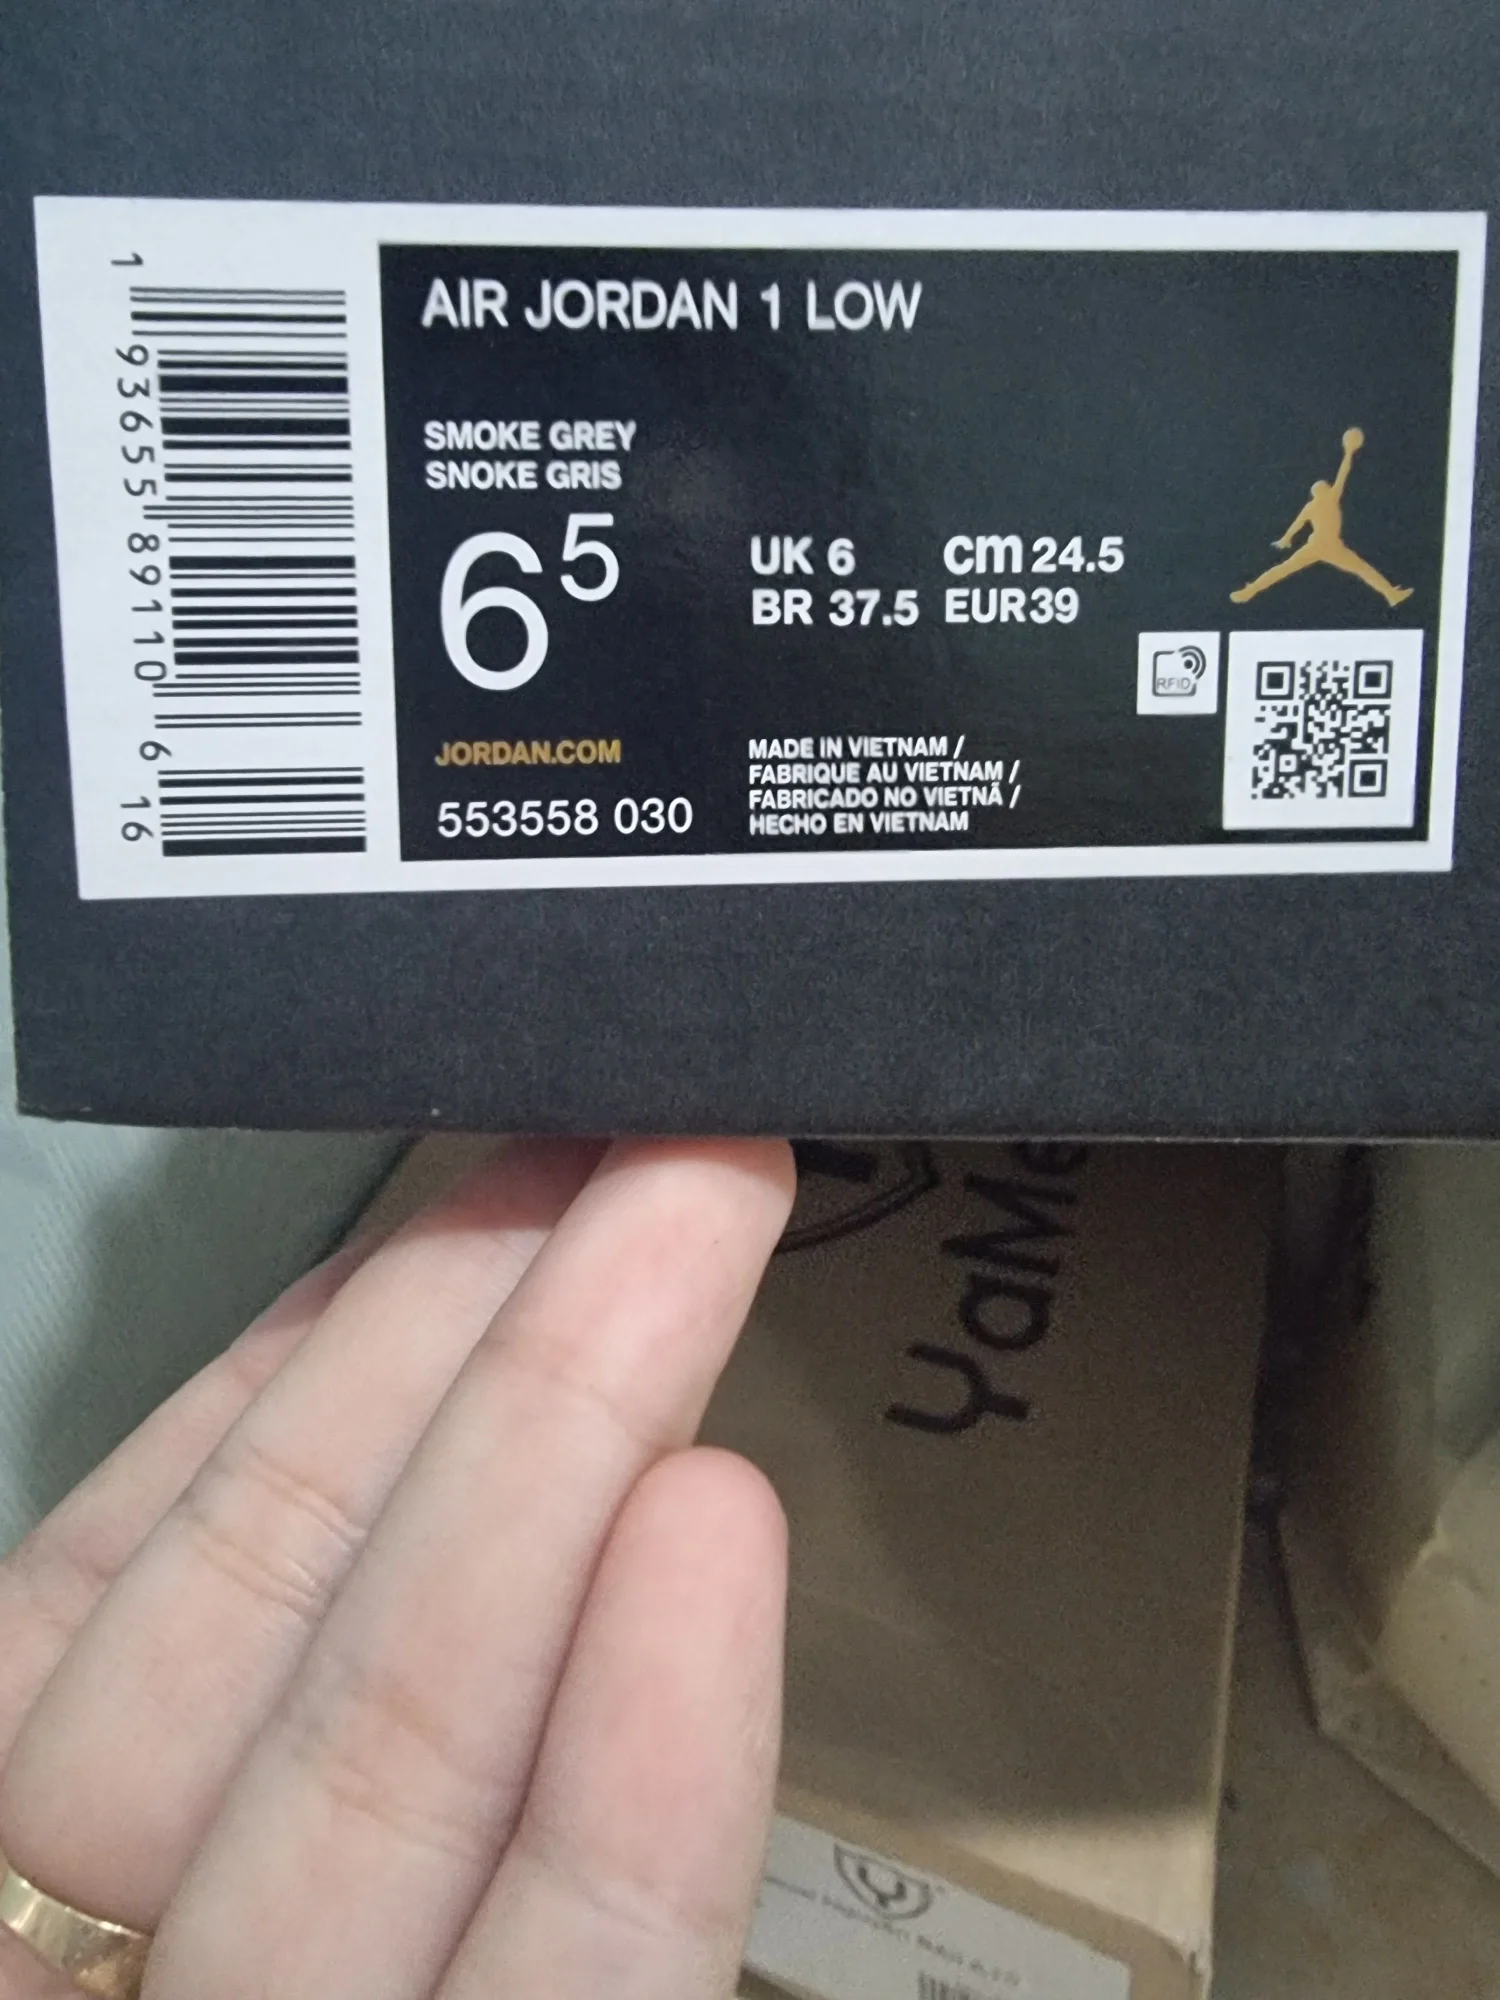 AIR JORDAN 1 LOW
SMOKE GREY
SNOKE GRIS
6 5
UK 6 cm 24.5
BR 37.5 EUR 39
RFID
JORDAN.COM
553558 030
MADE IN VIETNAM /
FABRIQUE AU VIETNAM /
FABRICADO NO VIETNÃ /
HECHO EN VIETNAM
1 93655 89110 6 16
YaMe